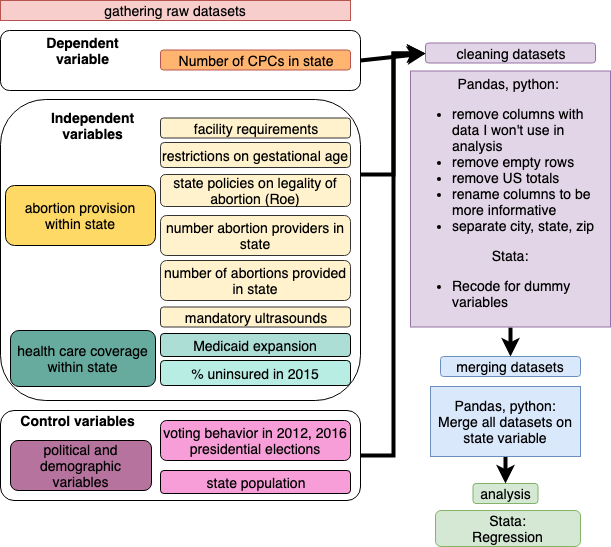 gathering raw datasets
Dependent
variable
Number of CPCs in state
Independent
variables
facility requirements
restrictions on gestational age
state policies on legality of
abortion (Roe)
abortion provision
within state
number abortion providers in
state
number of abortions provided
in state
mandatory ultrasounds
health care coverage
within state
Medicaid expansion
% uninsured in 2015
Control variables
political and
demographic
variables
voting behavior in 2012, 2016
presidential elections
state population
cleaning datasets
Pandas, python:
• remove columns with
data I won't use in
analysis
• remove empty rows
• remove US totals
• rename columns to be
more informative
• separate city, state, zip
Stata:
• Recode for dummy
variables
merging datasets
Pandas, python:
Merge all datasets on
state variable
analysis
Stata:
Regression